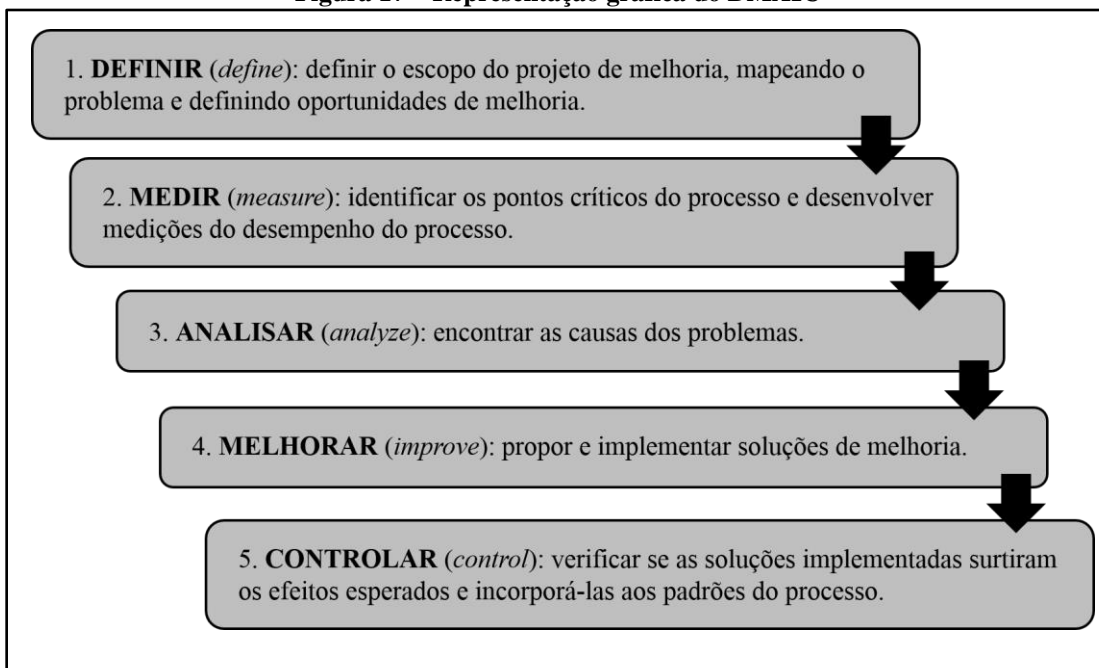 1. DEFINIR (define): definir o escopo do projeto de melhoria, mapeando o
problema e definindo oportunidades de melhoria.
2. MEDIR (measure): identificar os pontos críticos do processo e desenvolver
medições do desempenho do processo.
3. ANALISAR (analyze): encontrar as causas dos problemas.
4. MELHORAR (improve): propor e implementar soluções de melhoria.
5. CONTROLAR (control): verificar se as soluções implementadas surtiram
os efeitos esperados e incorporá-las aos padrões do processo.